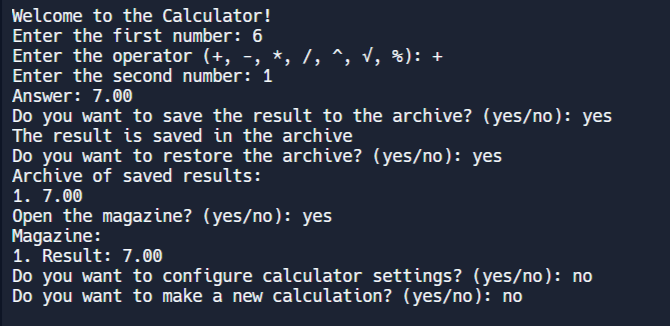 Welcome to the Calculator!
Enter the first number: 6
Enter the operator (+, -, *, /, ^, √, %): +
Enter the second number: 1
Answer: 7.00
Do you want to save the result to the archive? (yes/no): yes
The result is saved in the archive
Do you want to restore the archive? (yes/no): yes
Archive of saved results:
1. 7.00
Open the magazine? (yes/no): yes
Magazine:
1. Result: 7.00
Do you want to configure calculator settings? (yes/no): no
Do you want to make a new calculation? (yes/no): no